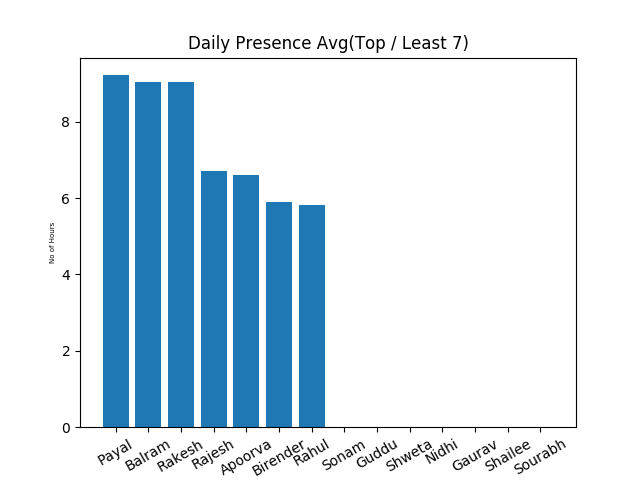 Daily Presence Avg(Top / Least 7)
No of Hours
8
6
4
2
0
Payal
Balram
Rakesh
Rajesh
Apoorva
Birender
Rahul
Sonam
Guddu
Shweta
Nidhi
Gaurav
Shailee
Sourabh